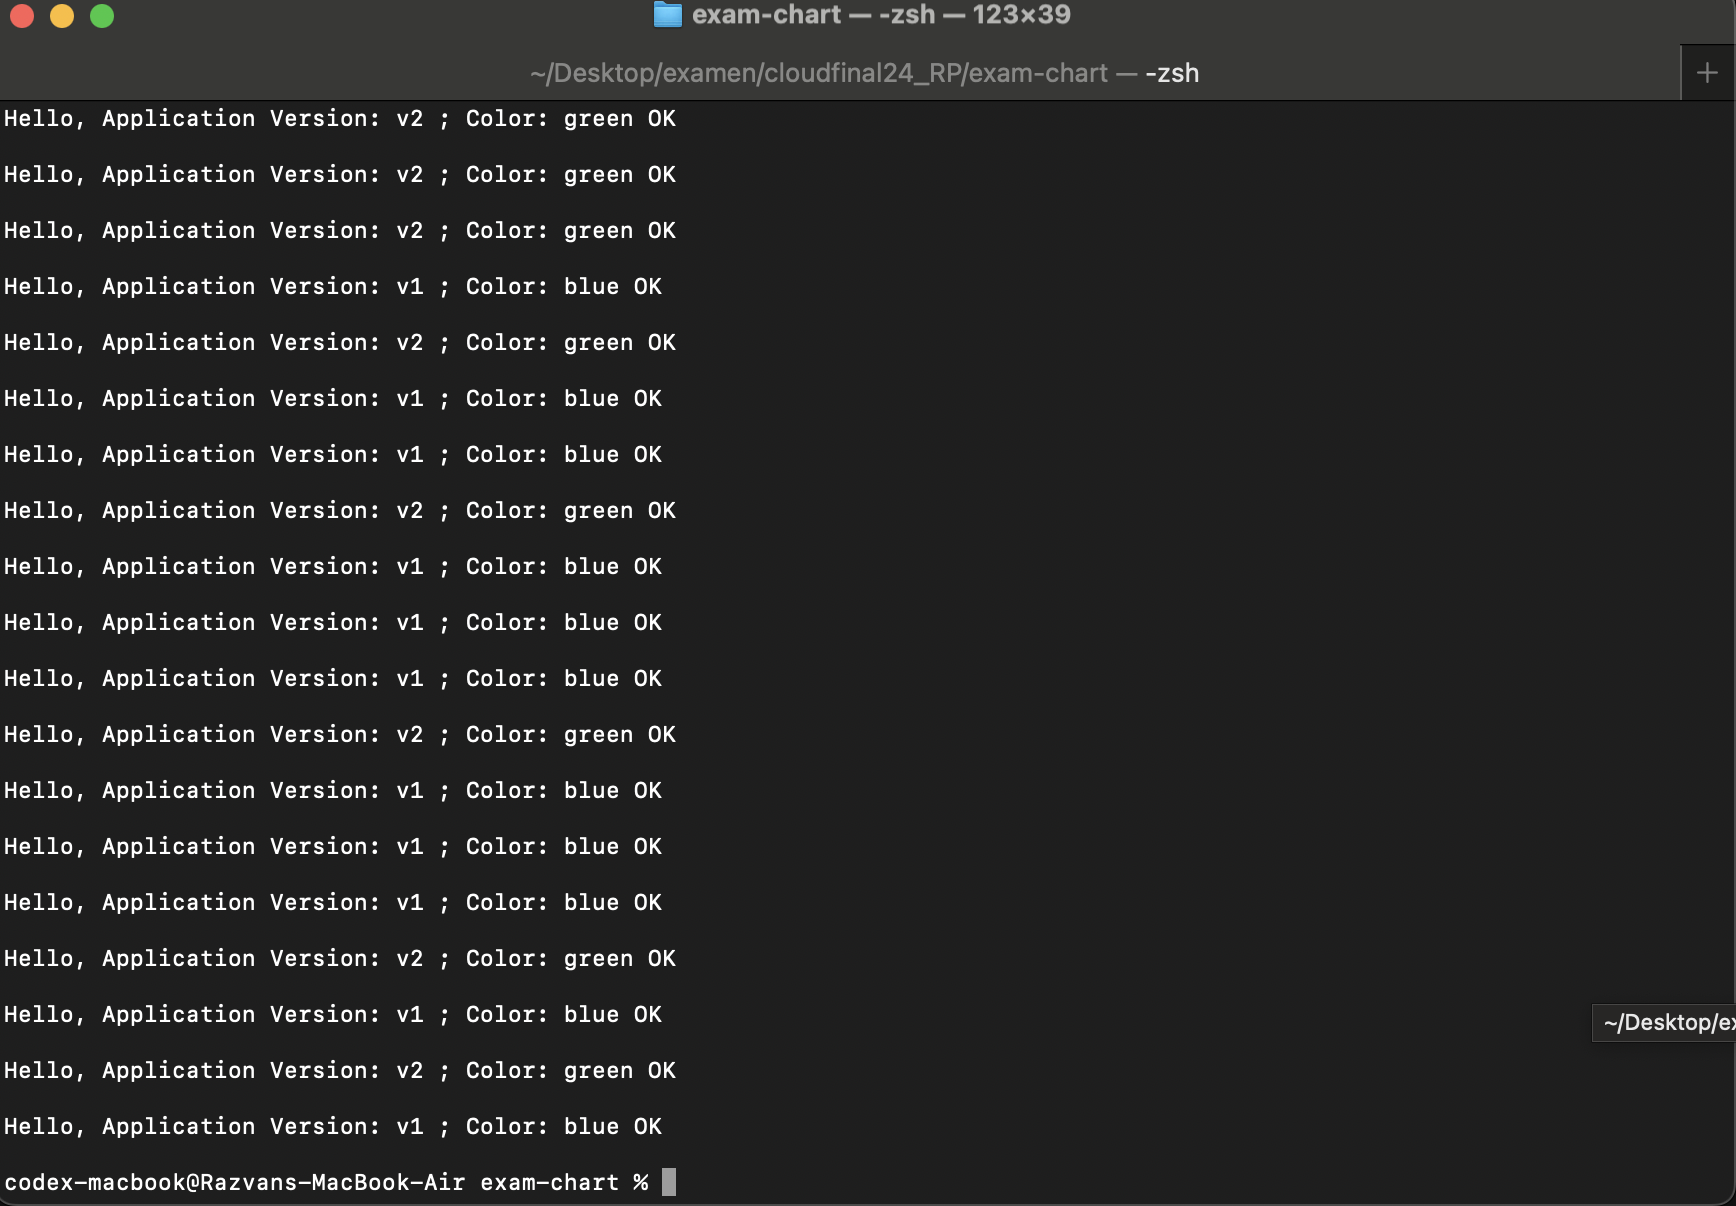 exam-chart — -zsh — 123×39
~/Desktop/examen/cloudfinal24_RP/exam-chart — -zsh
Hello, Application Version: v2 ; Color: green OK
Hello, Application Version: v2 ; Color: green OK
Hello, Application Version: v2 ; Color: green OK
Hello, Application Version: v1 ; Color: blue OK
Hello, Application Version: v2 ; Color: green OK
Hello, Application Version: v1 ; Color: blue OK
Hello, Application Version: v1 ; Color: blue OK
Hello, Application Version: v2 ; Color: green OK
Hello, Application Version: v1 ; Color: blue OK
Hello, Application Version: v1 ; Color: blue OK
Hello, Application Version: v1 ; Color: blue OK
Hello, Application Version: v2 ; Color: green OK
Hello, Application Version: v1 ; Color: blue OK
Hello, Application Version: v1 ; Color: blue OK
Hello, Application Version: v1 ; Color: blue OK
Hello, Application Version: v2 ; Color: green OK
Hello, Application Version: v1 ; Color: blue OK
~/Desktop/ex
Hello, Application Version: v2 ; Color: green OK
Hello, Application Version: v1 ; Color: blue OK
codex-macbook@Razvans-MacBook-Air exam-chart %